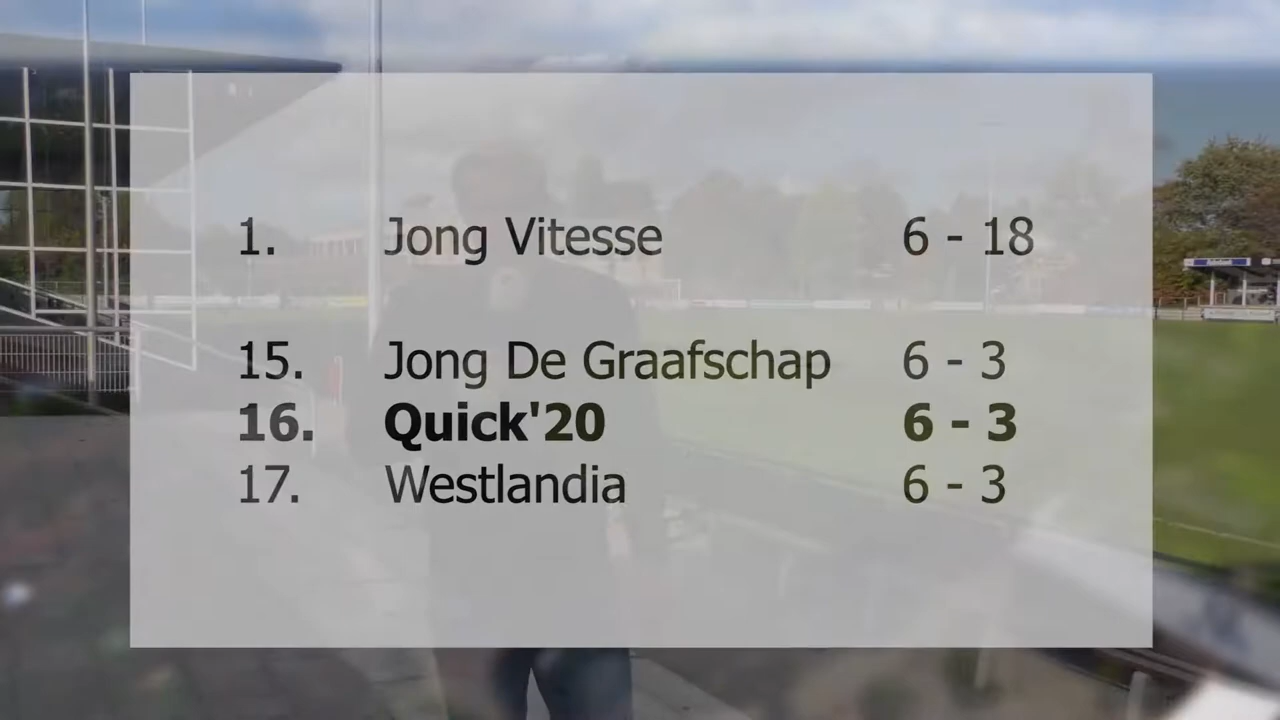 1. Jong Vitesse 6 - 18
15. Jong De Graafschap 6 - 3
16. Quick'20 6 - 3
17. Westlandia 6 - 3